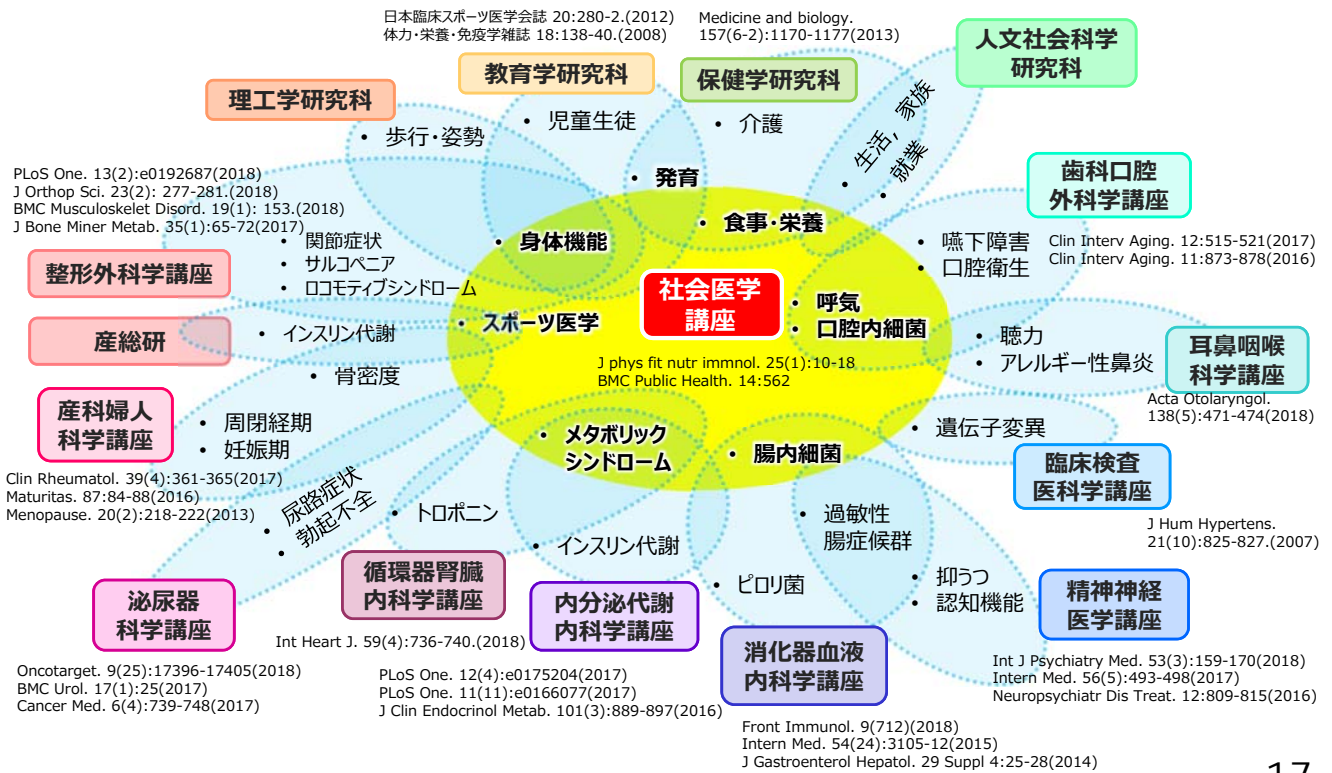 日本臨床スポーツ医学会誌 20:280-2.(2012)
体力・栄養・免疫学雑誌 18:138-40.(2008)
Medicine and biology.
157(6-2):1170-1177(2013)
人文社会科学
研究科
教育学研究科
保健学研究科
理工学研究科
• 歩行・姿勢
• 児童生徒
• 介護
• 生活，家族
• 就業
PLoS One. 13(2):e0192687(2018)
J Orthop Sci. 23(2): 277-281.(2018)
BMC Musculoskelet Disord. 19(1): 153.(2018)
J Bone Miner Metab. 35(1):65-72(2017)
• 発育
• 食事・栄養
歯科口腔
外科学講座
• 関節症状
• サルコペニア
• ロコモティブシンドローム
• 身体機能
• 嚥下障害
• 口腔衛生
Clin Interv Aging. 12:515-521(2017)
Clin Interv Aging. 11:873-878(2016)
整形外科学講座
社会医学
講座
• 呼気
• 口腔内細菌
産総研
• インスリン代謝
• スポーツ医学
• 聴力
• アレルギー性鼻炎
耳鼻咽喉
科学講座
J phys fit nutr immnol. 25(1):10-18
BMC Public Health. 14:562
• 骨密度
Acta Otolaryngol.
138(5):471-474(2018)
産科婦人
科学講座
• 周閉経期
• 妊娠期
• メタボリック
シンドローム
• 腸内細菌
• 遺伝子変異
臨床検査
医科学講座
Clin Rheumatol. 39(4):361-365(2017)
Maturitas. 87:84-88(2016)
Menopause. 20(2):218-222(2013)
• 尿路症状
• 勃起不全
• トロポニン
• インスリン代謝
• 過敏性
腸症候群
J Hum Hypertens.
21(10):825-827.(2007)
• ピロリ菌
• 抑うつ
• 認知機能
循環器腎臓
内科学講座
内分泌代謝
内科学講座
精神神経
医学講座
泌尿器
科学講座
Int Heart J. 59(4):736-740.(2018)
消化器血液
内科学講座
Oncotarget. 9(25):17396-17405(2018)
BMC Urol. 17(1):25(2017)
Cancer Med. 6(4):739-748(2017)
PLoS One. 12(4):e0175204(2017)
PLoS One. 11(11):e0166077(2017)
J Clin Endocrinol Metab. 101(3):889-897(2016)
Int J Psychiatry Med. 53(3):159-170(2018)
Intern Med. 56(5):493-498(2017)
Neuropsychiatr Dis Treat. 12:809-815(2016)
Front Immunol. 9(712)(2018)
Intern Med. 54(24):3105-12(2015)
J Gastroenterol Hepatol. 29 Suppl 4:25-28(2014)
17